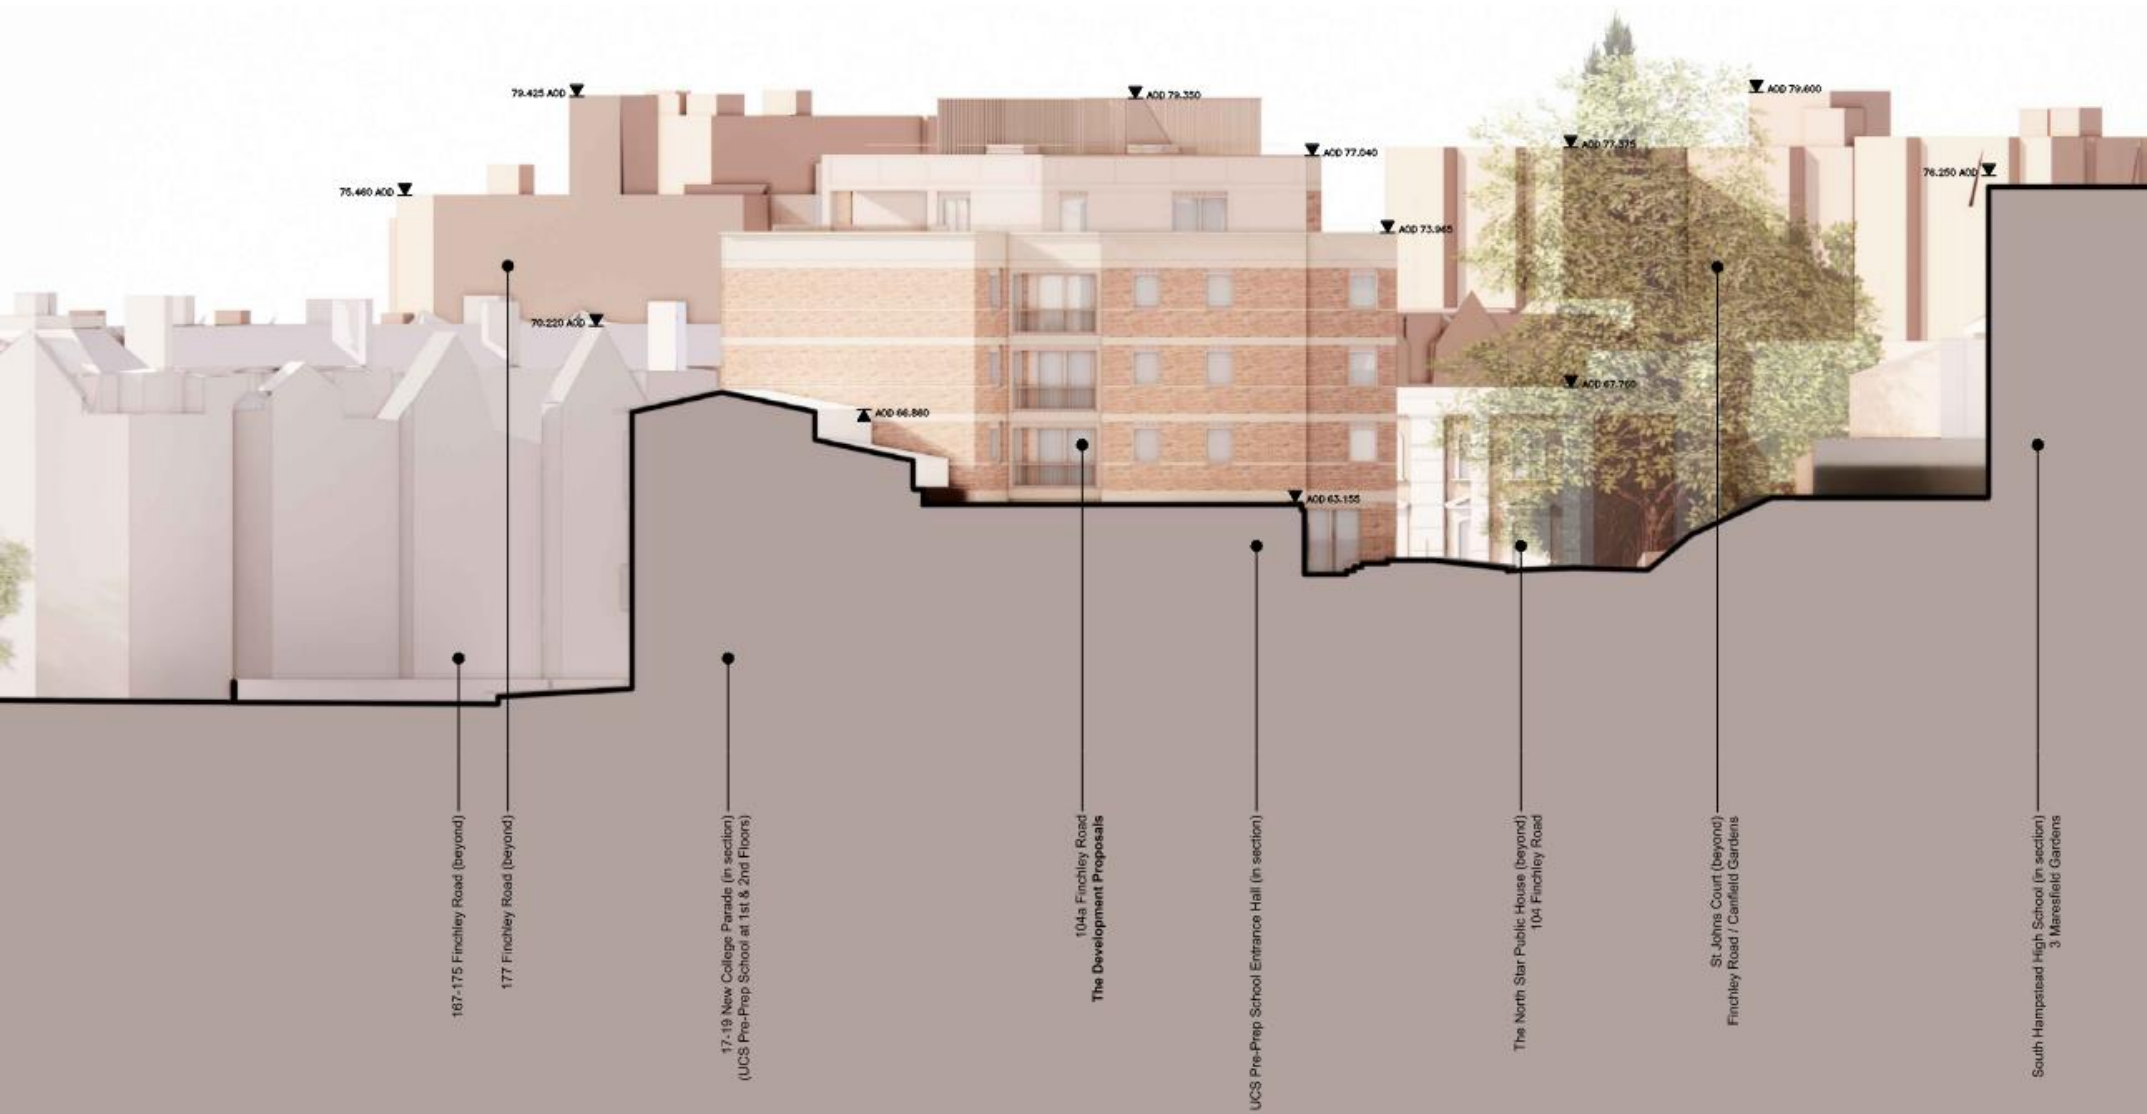 79.425 AOD
AOD 79.350
AOD 79.600
AOD 77.040
AOD 77.375
76.250 AOD
75.460 AOD
AOD 73.965
70.220 AOD
AOD 67.760
AOD 66.860
AOD 63.155
167-175 Finchley Road (beyond)
177 Finchley Road (beyond)
17-19 New College Parade (in section)
(UCS Pre-Prep School at 1st & 2nd Floors)
104a Finchley Road
The Development Proposals
UCS Pre-Prep School Entrance Hall (in section)
The North Star Public House (beyond)
104 Finchley Road
St Johns Court (beyond)
Finchley Road / Canfield Gardens
South Hampstead High School (in section)
3 Maresfield Gardens